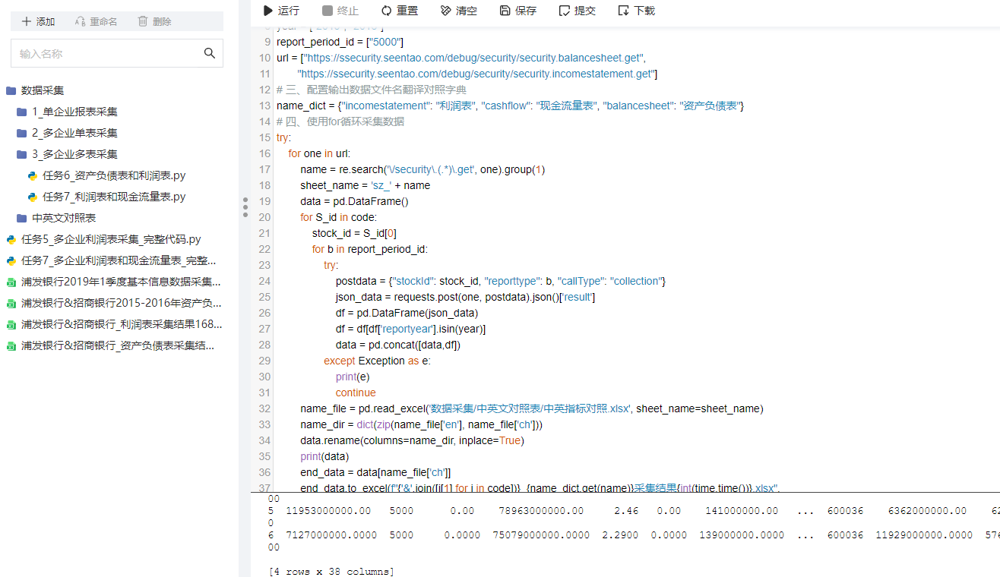 添加 重命名 删除
输入名称
数据采集
1_单企业报表采集
2_多企业单表采集
3_多企业多表采集
任务6_资产负债表和利润表.py
任务7_利润表和现金流量表.py
中英文对照表
任务5_多企业利润表采集_完整代码.py
任务7_多企业利润表和现金流量表_完整...
浦发银行2019年1季度基本信息数据采集...
浦发银行&招商银行2015-2016年资产负...
浦发银行&招商银行_利润表采集结果168...
浦发银行&招商银行_资产负债表采集结...
运行 终止 重置 清空 保存 提交 下载
9 report_period_id = ["5000"]
10 url = ["https://ssecurity.seentao.com/debug/security/security.balancesheet.get",
11 "https://ssecurity.seentao.com/debug/security/security.incomestatement.get"]
12 # 三、配置输出数据文件名翻译对照字典
13 name_dict = {"incomestatement": "利润表", "cashflow": "现金流量表", "balancesheet": "资产负债表"}
14 # 四、使用for循环采集数据
15 try:
16 for one in url:
17 name = re.search('\/security\.(.*)\.get', one).group(1)
18 sheet_name = 'sz_' + name
19 data = pd.DataFrame()
20 for S_id in code:
21 stock_id = S_id[0]
22 for b in report_period_id:
23 try:
24 postdata = {"stockId": stock_id, "reporttype": b, "callType": "collection"}
25 json_data = requests.post(one, postdata).json()['result']
26 df = pd.DataFrame(json_data)
27 df = df[df['reportyear'].isin(year)]
28 data = pd.concat([data,df])
29 except Exception as e:
30 print(e)
31 continue
32 name_file = pd.read_excel('数据采集/中英文对照表/中英指标对照.xlsx', sheet_name=sheet_name)
33 name_dir = dict(zip(name_file['en'], name_file['ch']))
34 data.rename(columns=name_dir, inplace=True)
35 print(data)
36 end_data = data[name_file['ch']]
37 end_data.to_excel(f"{'&'.join([i[1] for i in code])}_{name_dict.get(name)}采集结果{int(time.time())}.xlsx",
00
5 11953000000.00 5000 0.00 78963000000.00 2.46 0.00 141000000.00 ... 600036 6362000000.00 62
0
6 7127000000.0000 5000 0.0000 75079000000.0000 2.2900 0.0000 139000000.0000 ... 600036 11929000000.0000 576
00
[4 rows x 38 columns]